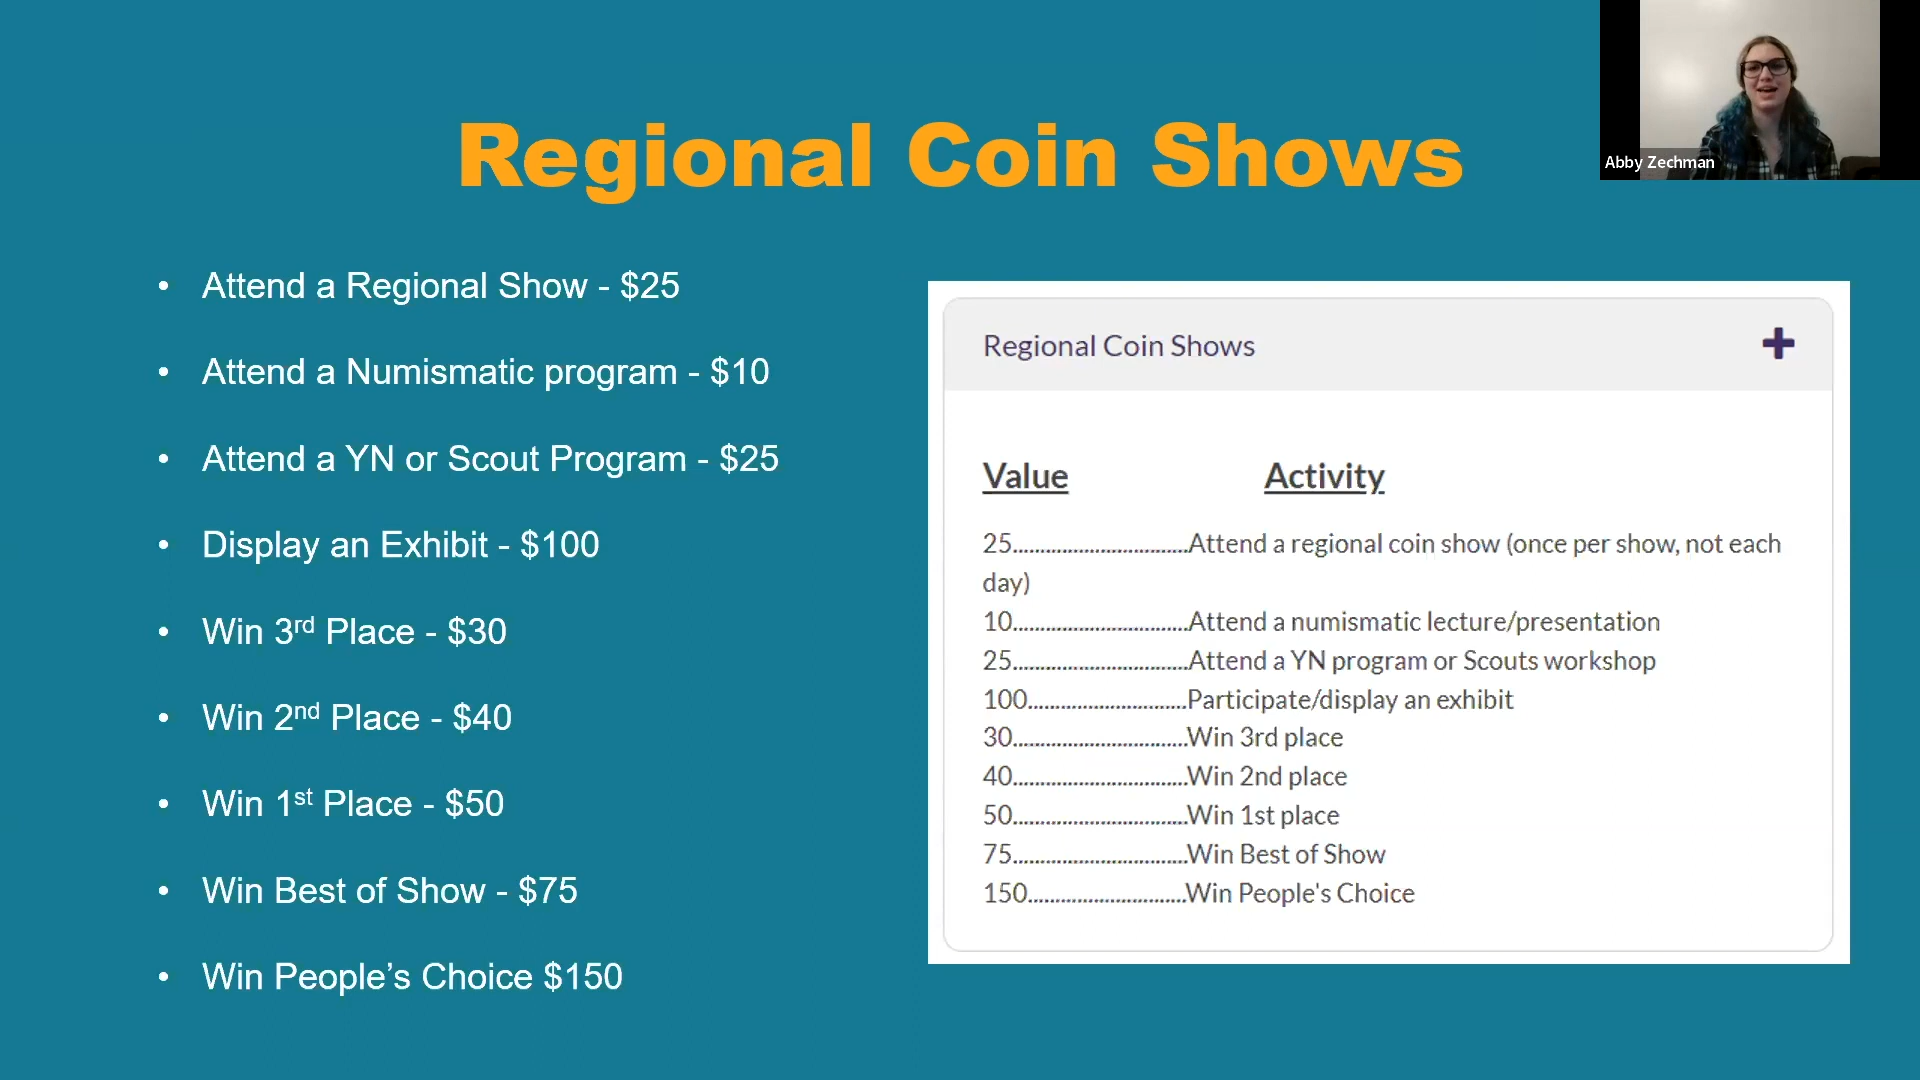 Regional Coin Shows
Abby Zechman
• Attend a Regional Show - $25
• Attend a Numismatic program - $10
• Attend a YN or Scout Program - $25
• Display an Exhibit - $100
• Win 3rd Place - $30
• Win 2nd Place - $40
• Win 1st Place - $50
• Win Best of Show - $75
• Win People’s Choice $150
Regional Coin Shows
Value Activity
25................................Attend a regional coin show (once per show, not each
day)
10................................Attend a numismatic lecture/presentation
25................................Attend a YN program or Scouts workshop
100.............................Participate/display an exhibit
30................................Win 3rd place
40................................Win 2nd place
50................................Win 1st place
75................................Win Best of Show
150.............................Win People's Choice